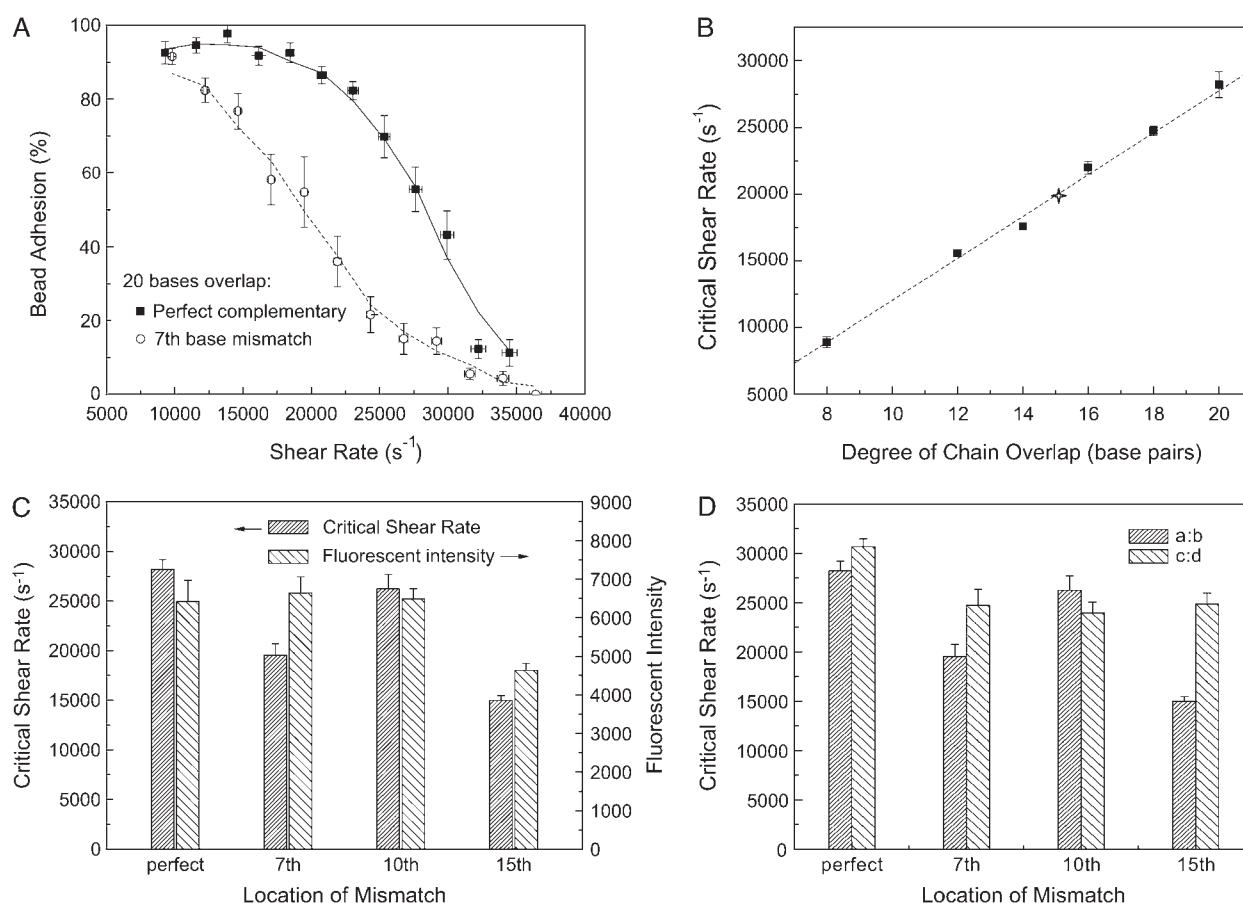 A
100
80
60
40
20
0
Bead Adhesion (%)
20 bases overlap:
Perfect complementary
7th base mismatch
5000 10000 15000 20000 25000 30000 35000 40000
Shear Rate (s⁻¹)
B
30000
25000
20000
15000
10000
5000
Critical Shear Rate (s⁻¹)
8 10 12 14 16 18 20
Degree of Chain Overlap (base pairs)
C
35000
30000
25000
20000
15000
10000
5000
0
Critical Shear Rate (s⁻¹)
Critical Shear Rate
Fluorescent intensity
9000
8000
7000
6000
5000
4000
3000
2000
1000
0
Fluorescent Intensity
perfect 7th 10th 15th
Location of Mismatch
D
35000
30000
25000
20000
15000
10000
5000
0
Critical Shear Rate (s⁻¹)
a:b
c:d
perfect 7th 10th 15th
Location of Mismatch